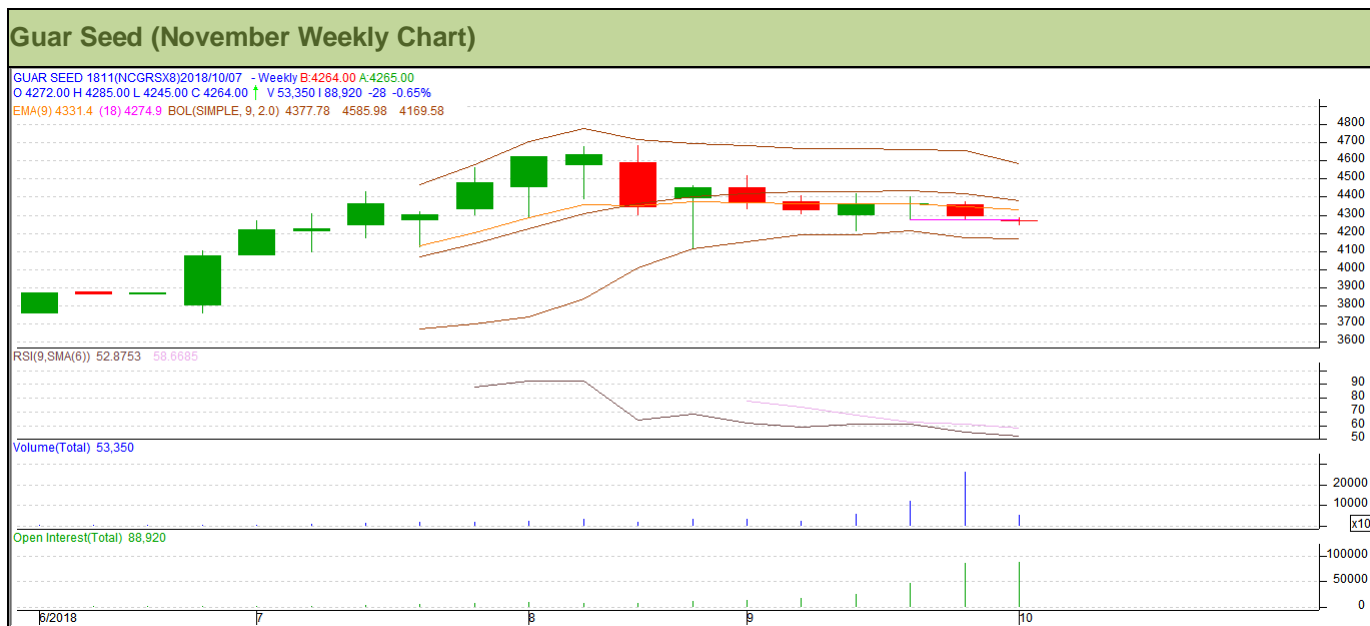 Guar Seed (November Weekly Chart)
GUAR SEED 1811(NCGRSX8)2018/10/07 - Weekly B:4264.00 A:4265.00
O 4272.00 H 4285.00 L 4245.00 C 4264.00 V 53,350 I 88,920 -28 -0.65%
EMA(9) 4331.4 (18) 4274.9 BOL(SIMPLE, 9, 2.0) 4377.78 4585.98 4169.58
4800
4700
4600
4500
4400
4300
4200
4100
4000
3900
3800
3700
3600
RSI(9,SMA(6)) 52.8753 58.6685
90
80
70
60
50
Volume(Total) 53,350
20000
10000
x10
Open Interest(Total) 88,920
100000
50000
0
6/2018 7 8 9 10